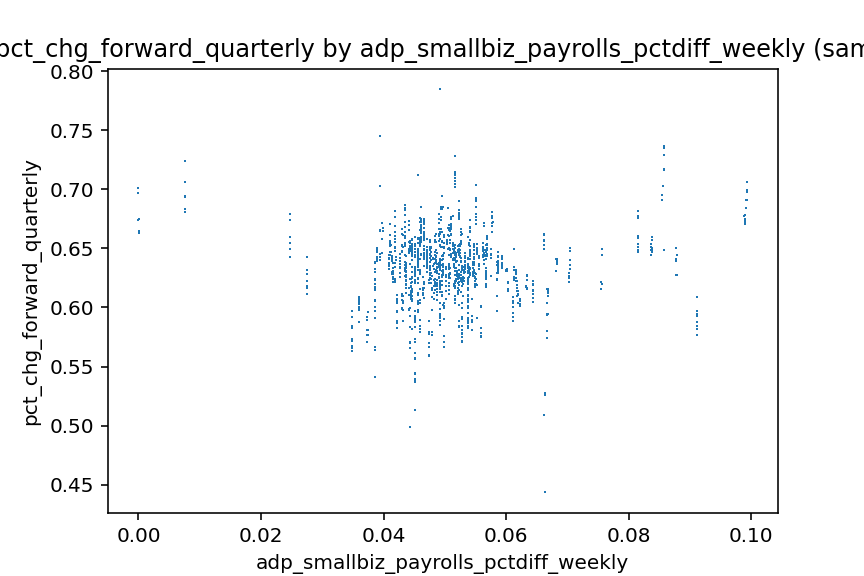 pct_chg_forward_quarterly by adp_smallbiz_payrolls_pctdiff_weekly (sam
0.80
0.75
0.70
0.65
0.60
0.55
0.50
0.45
pct_chg_forward_quarterly
0.00 0.02 0.04 0.06 0.08 0.10
adp_smallbiz_payrolls_pctdiff_weekly